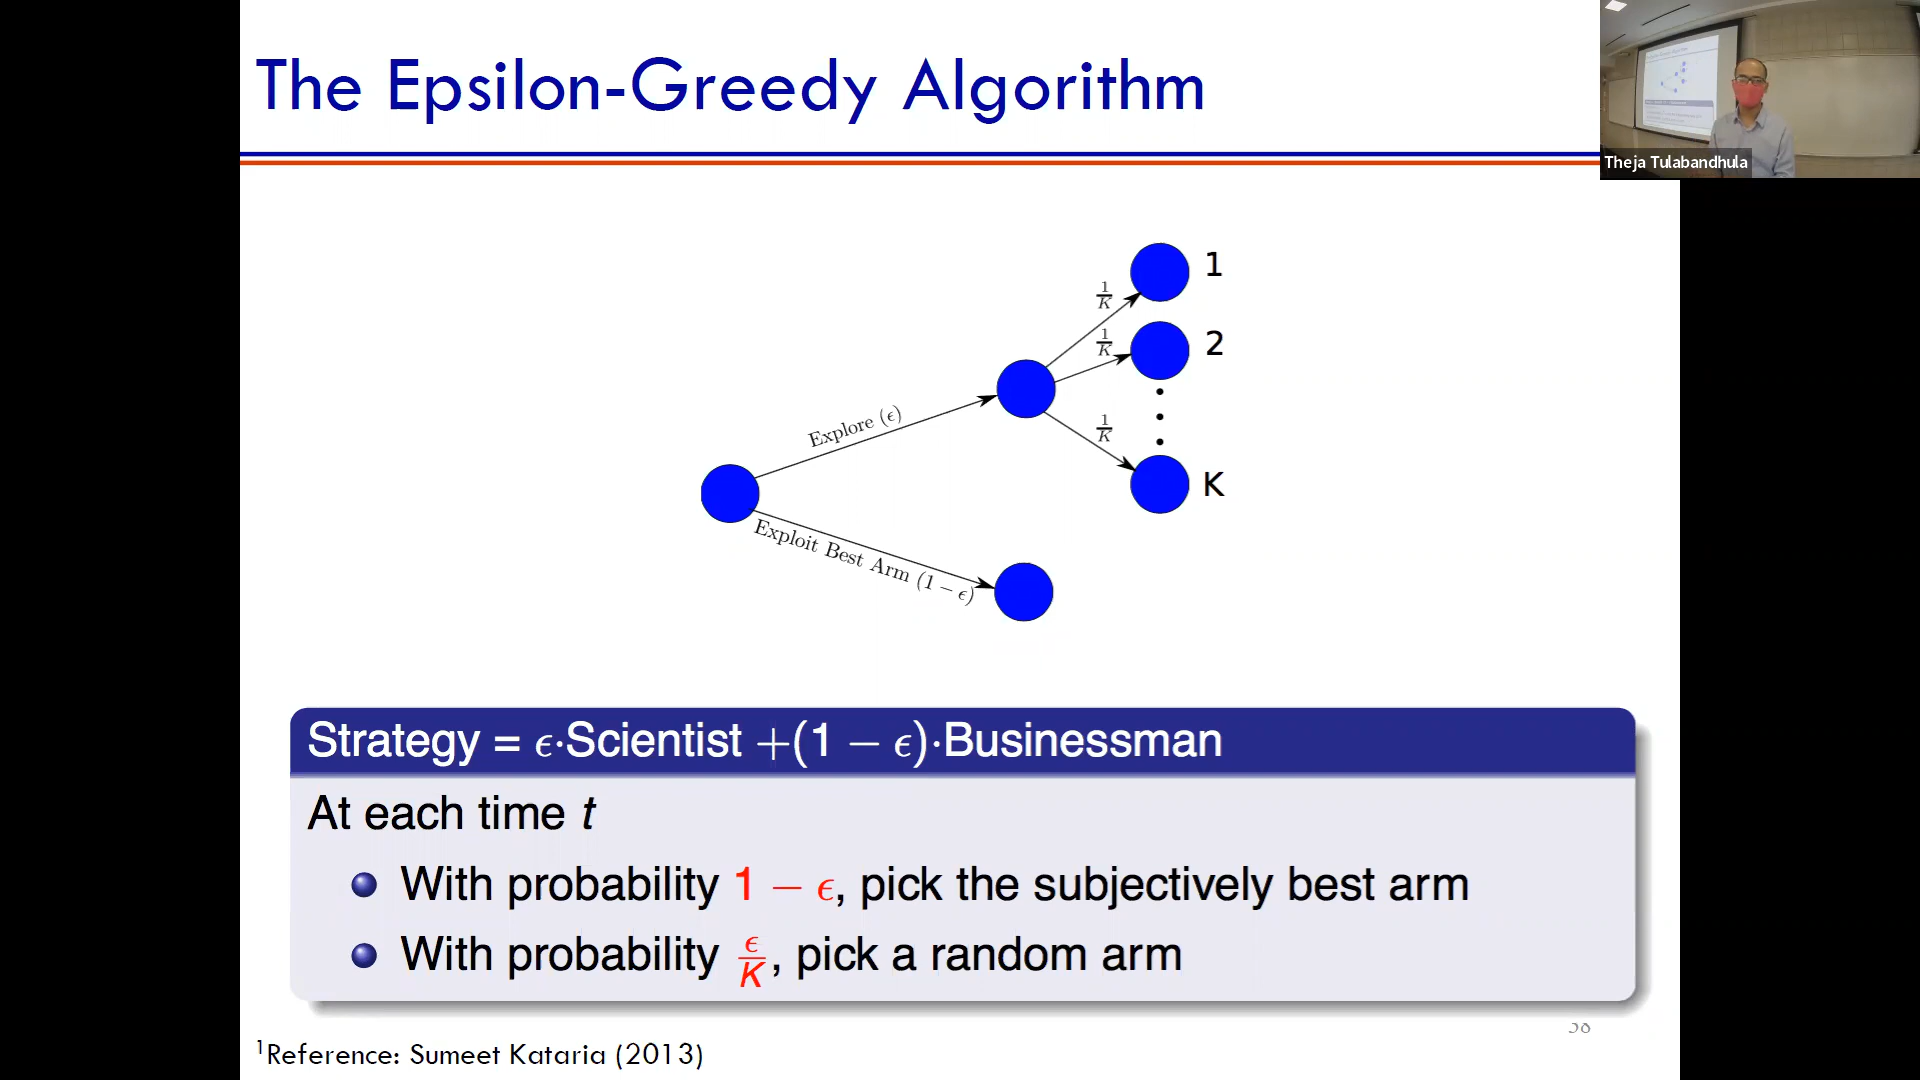 The Epsilon-Greedy Algorithm
Theja Tulabandhula
1
1/K
2
1/K
Explore (ϵ)
1/K
K
Exploit Best Arm (1 − ϵ)
Strategy = ϵ·Scientist +(1 − ϵ)·Businessman
At each time t
With probability 1 − ϵ, pick the subjectively best arm
With probability ϵ/K, pick a random arm
1Reference: Sumeet Kataria (2013)